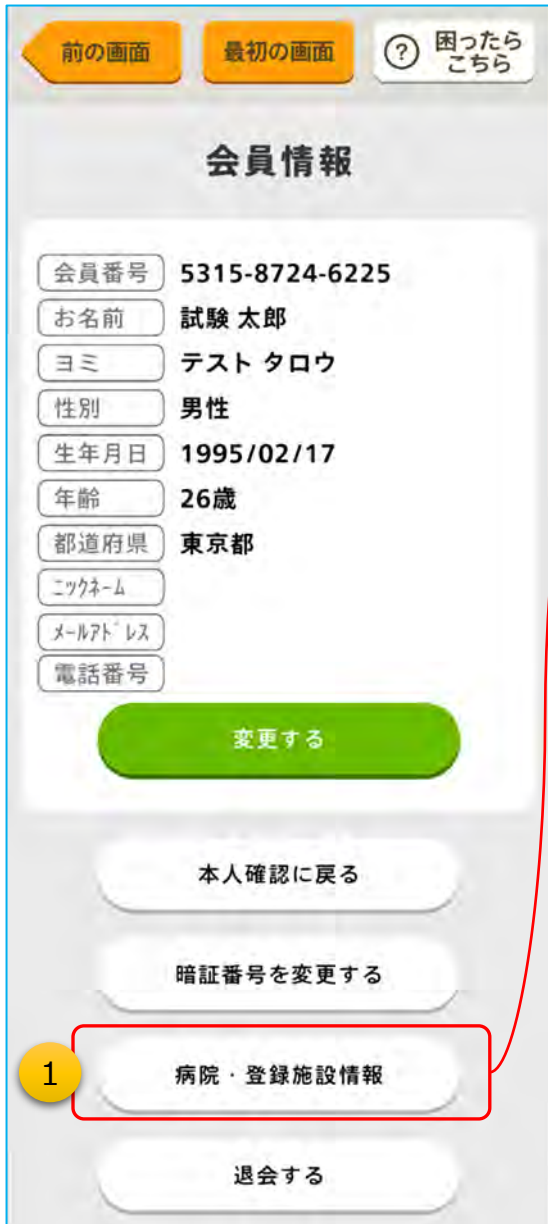 前の画面 最初の画面 ? 困ったら
こちら
会員情報
会員番号 5315-8724-6225
お名前 試験 太郎
ヨミ テスト タロウ
性別 男性
生年月日 1995/02/17
年齢 26歳
都道府県 東京都
ニックネーム
メールアドレス
電話番号
変更する
本人確認に戻る
暗証番号を変更する
1 病院・登録施設情報
退会する